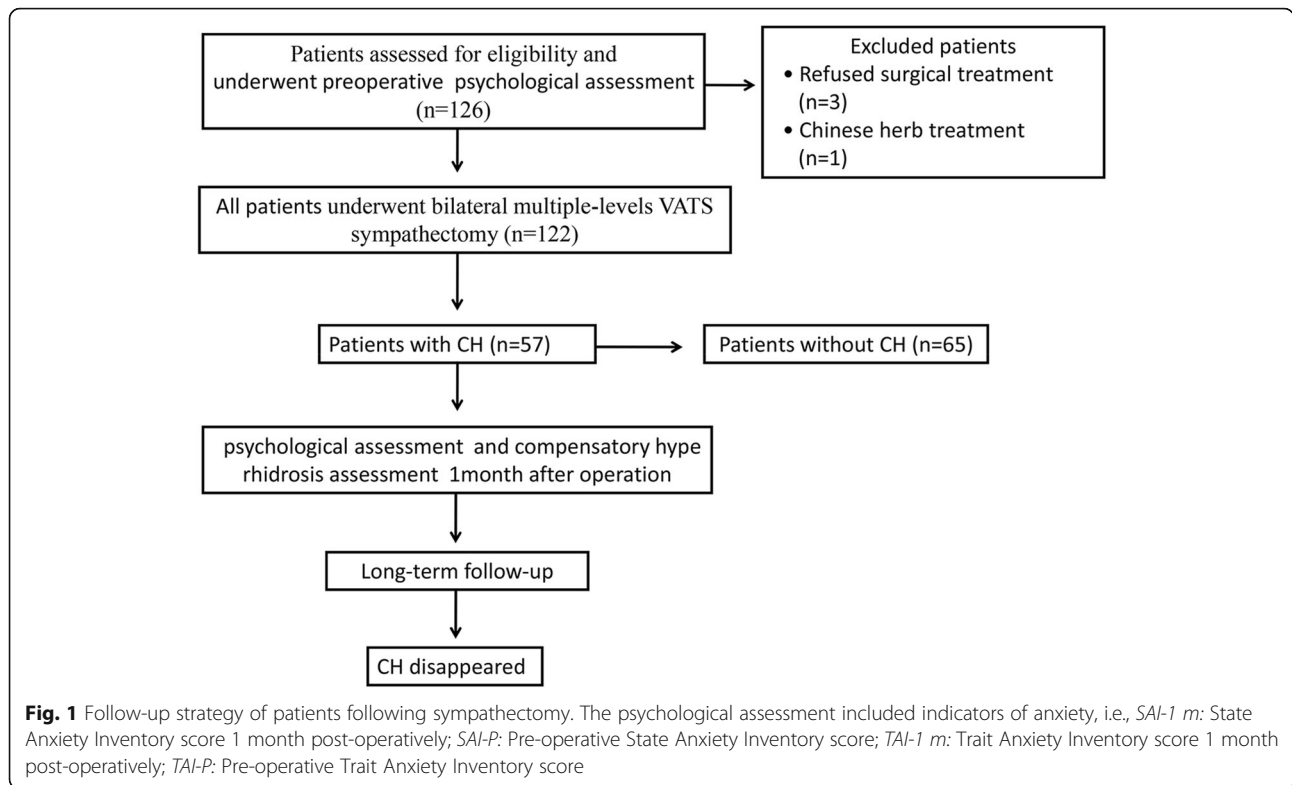 Patients assessed for eligibility and
underwent preoperative psychological assessment
(n=126)
Excluded patients
• Refused surgical treatment
(n=3)
• Chinese herb treatment
(n=1)
All patients underwent bilateral multiple-levels VATS
sympathectomy (n=122)
Patients with CH (n=57)
Patients without CH (n=65)
psychological assessment and compensatory hype
rhidrosis assessment 1month after operation
Long-term follow-up
CH disappeared
Fig. 1 Follow-up strategy of patients following sympathectomy. The psychological assessment included indicators of anxiety, i.e., SAI-1 m: State
Anxiety Inventory score 1 month post-operatively; SAI-P: Pre-operative State Anxiety Inventory score; TAI-1 m: Trait Anxiety Inventory score 1 month
post-operatively; TAI-P: Pre-operative Trait Anxiety Inventory score